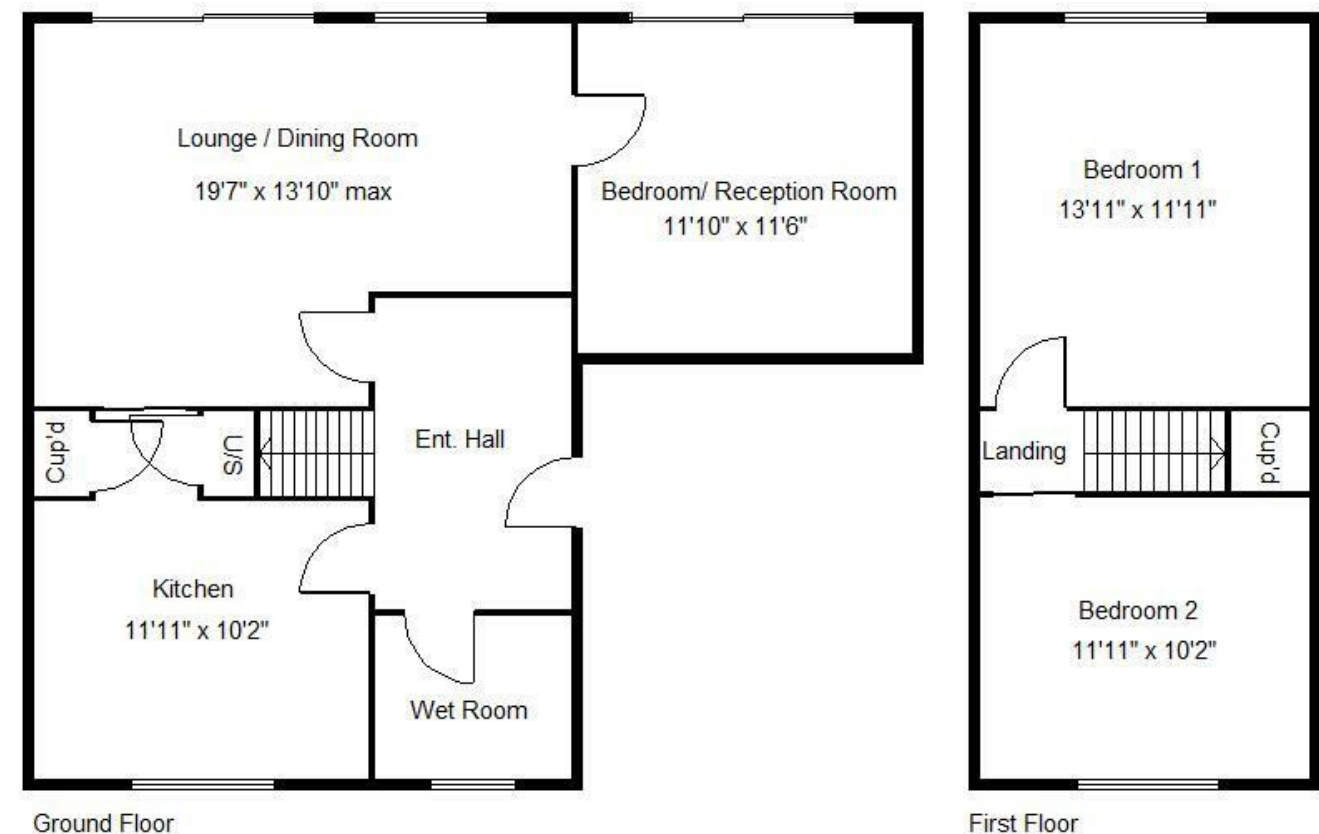 Lounge / Dining Room
19'7" x 13'10" max
Bedroom/ Reception Room
11'10" x 11'6"
Cup'd
U/S
Ent. Hall
Kitchen
11'11" x 10'2"
Wet Room
Ground Floor
Bedroom 1
13'11" x 11'11"
Landing
Cup'd
Bedroom 2
11'11" x 10'2"
First Floor